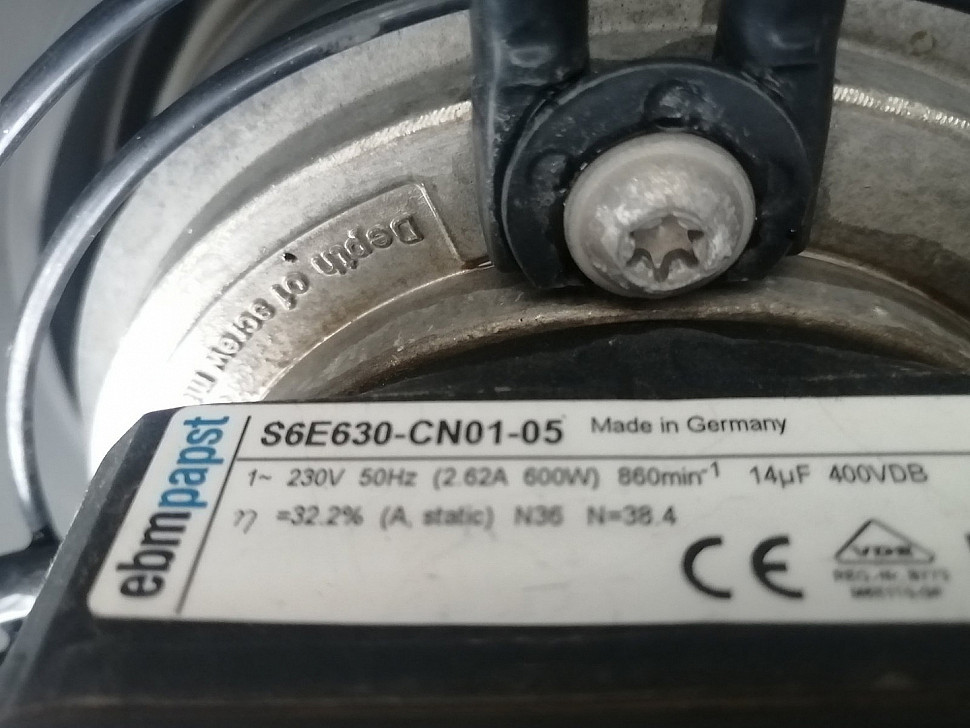 Depth of screw
ebmpapst
S6E630-CN01-05 Made in Germany
1~ 230V 50Hz (2.62A 600W) 860min⁻¹ 14µF 400VDB
η =32.2% (A, static) N36 N=38.4
CE
VDE